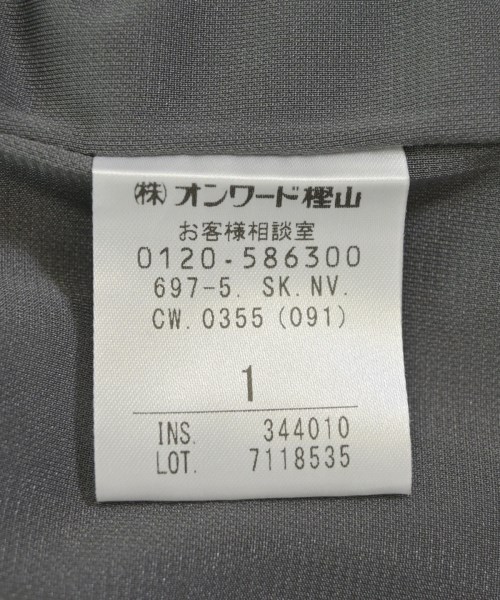 (株)オンワード樫山
お客様相談室
0120-586300
697-5. SK.NV.
CW.0355(091)
1
INS. 344010
LOT. 7118535